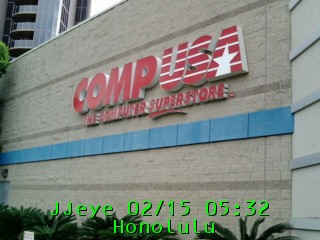 COMPUSA
THE COMPUTER SUPERSTORE
JJeye 02/15 05:32
Honolulu